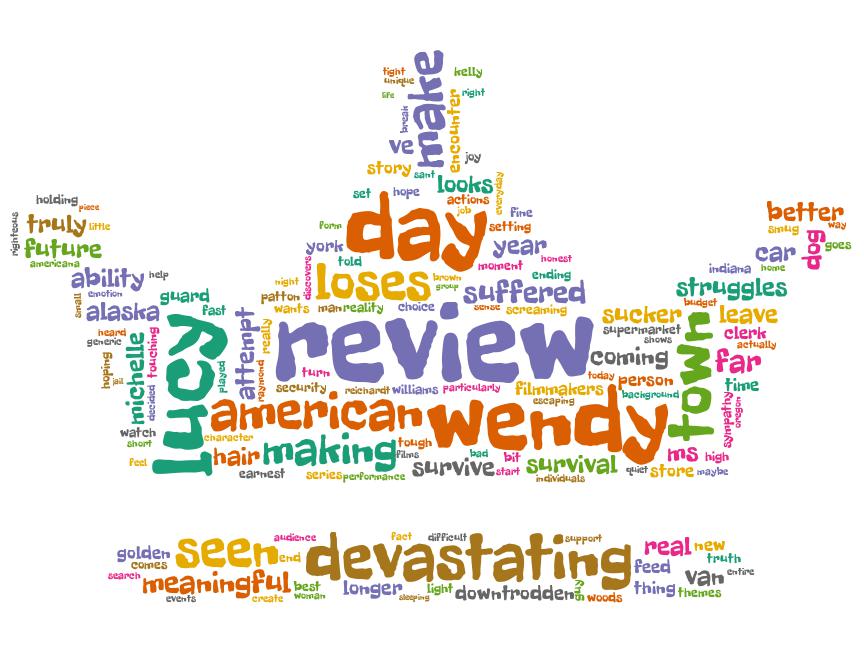 tight
unique
life
make
kelly
right
break
ve
encounter
joy
story
sant
looks
everyday
set
hope
actions
job
day
fine
setting
form
york
year
told
discovers
moment
honest
ending
night
loses
brown
group
suffered
patton
wants
man
reality
choice
sense
screaming
holding
piece
righteous
truly
little
future
americana
ability
help
emotion
small
alaska
guard
fast
heard
generic
hoping
jail
michelle
touching
decided
watch
short
feel
lucy
played
attempt
really
raymond
review
turn
security
reichardt
williams
particularly
filmmakers
escaping
better
smug
way
dog
goes
car
indiana
home
struggles
budget
sucker
leave
supermarket
shows
clerk
actually
coming
far
today
person
time
background
town
sympathy
oregon
american
wendy
character
hair
making
tough
films
earnest
series
performance
survive
bad
bit
start
survival
individuals
quiet
store
ms
high
maybe
audience
fact
difficult
support
golden
comes
seen
end
devastating
real
new
truth
search
meaningful
best
feed
van
entire
events
create
woman
longer
sleeping
light
downtrodden
guy
woods
thing
themes